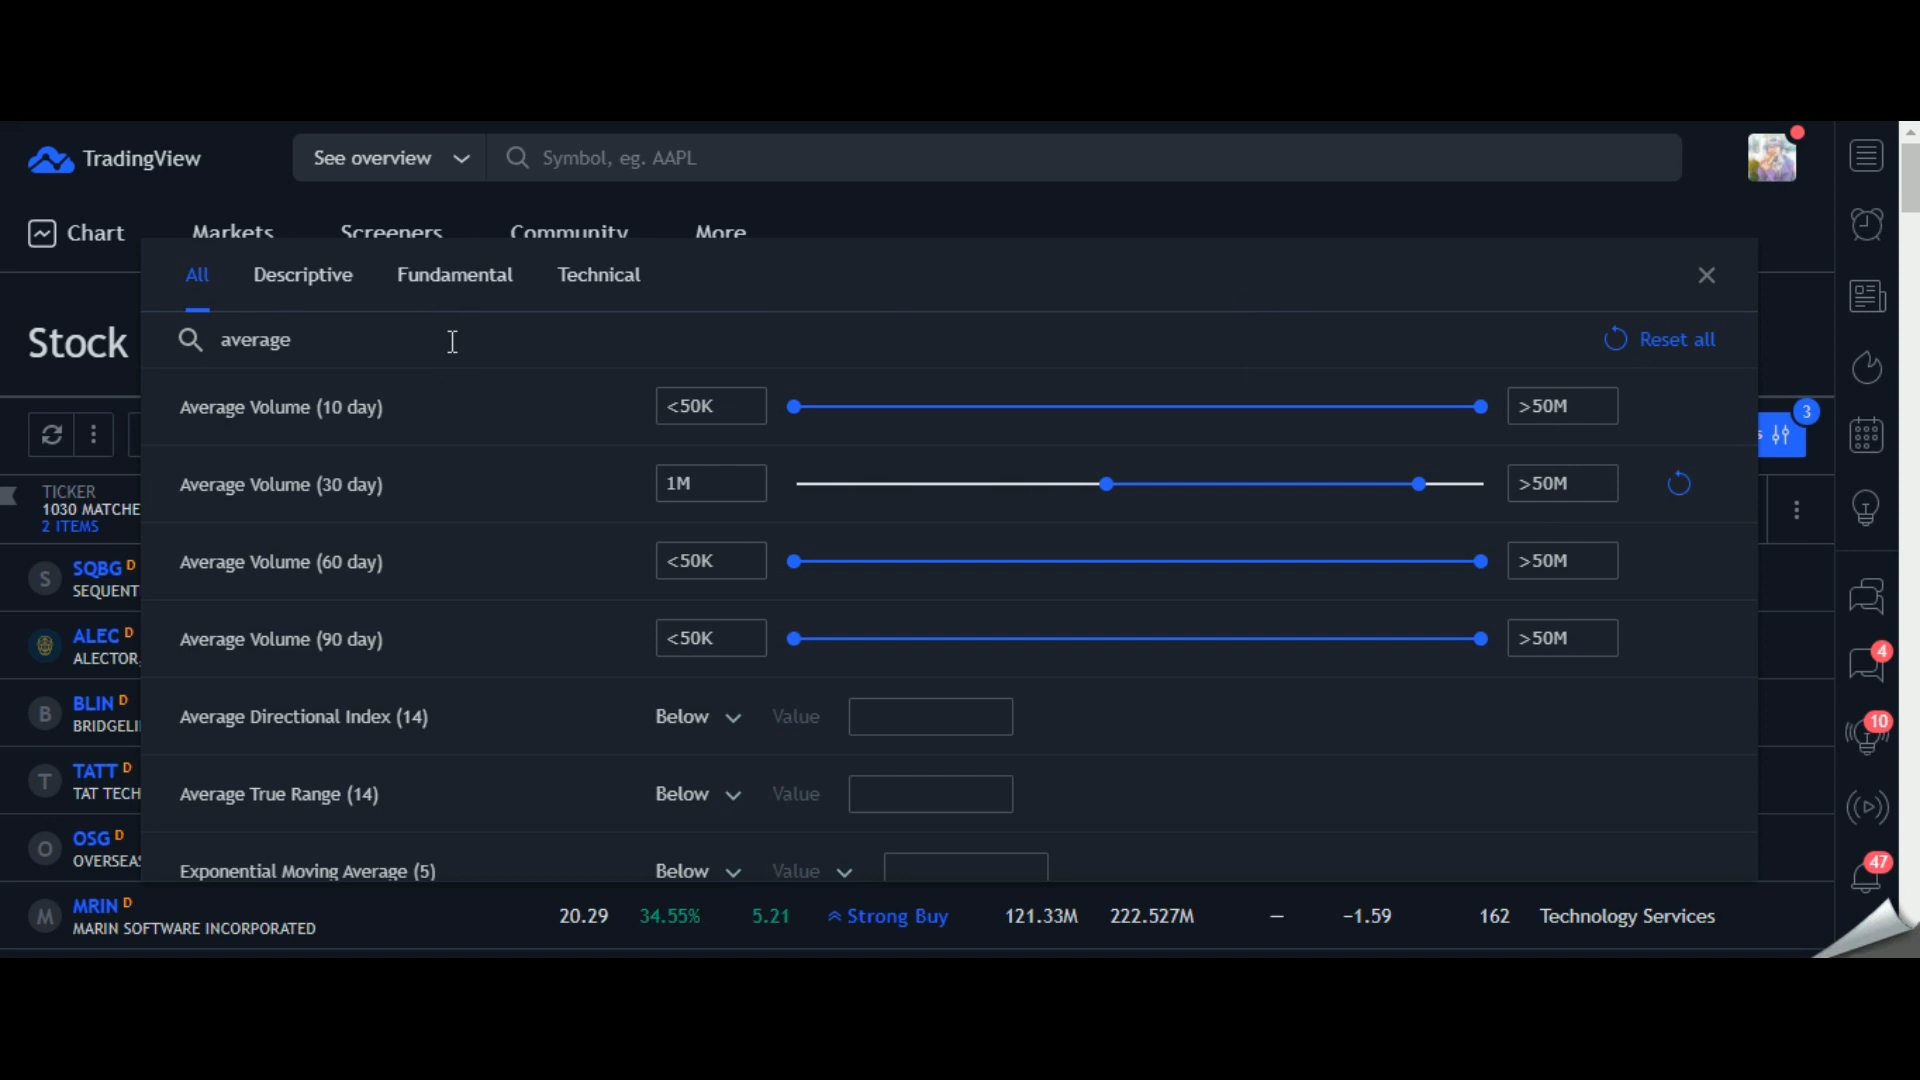 TradingView
See overview
Symbol, eg. AAPL
Chart Markets Screeners Community More
All Descriptive Fundamental Technical
Stock
average
Reset all
Average Volume (10 day) <50K >50M
3
Average Volume (30 day) 1M >50M
TICKER
1030 MATCHE
2 ITEMS
Average Volume (60 day) <50K >50M
S SQBG D
SEQUENT
Average Volume (90 day) <50K >50M
ALEC D
ALECTOR,
4
B BLIN D
BRIDGELI
Average Directional Index (14) Below Value
10
T TATT D
TAT TECH
Average True Range (14) Below Value
O OSG D
OVERSEAS
Exponential Moving Average (5) Below Value
47
M MRIN D
MARIN SOFTWARE INCORPORATED
20.29 34.55% 5.21 Strong Buy 121.33M 222.527M — −1.59 162 Technology Services